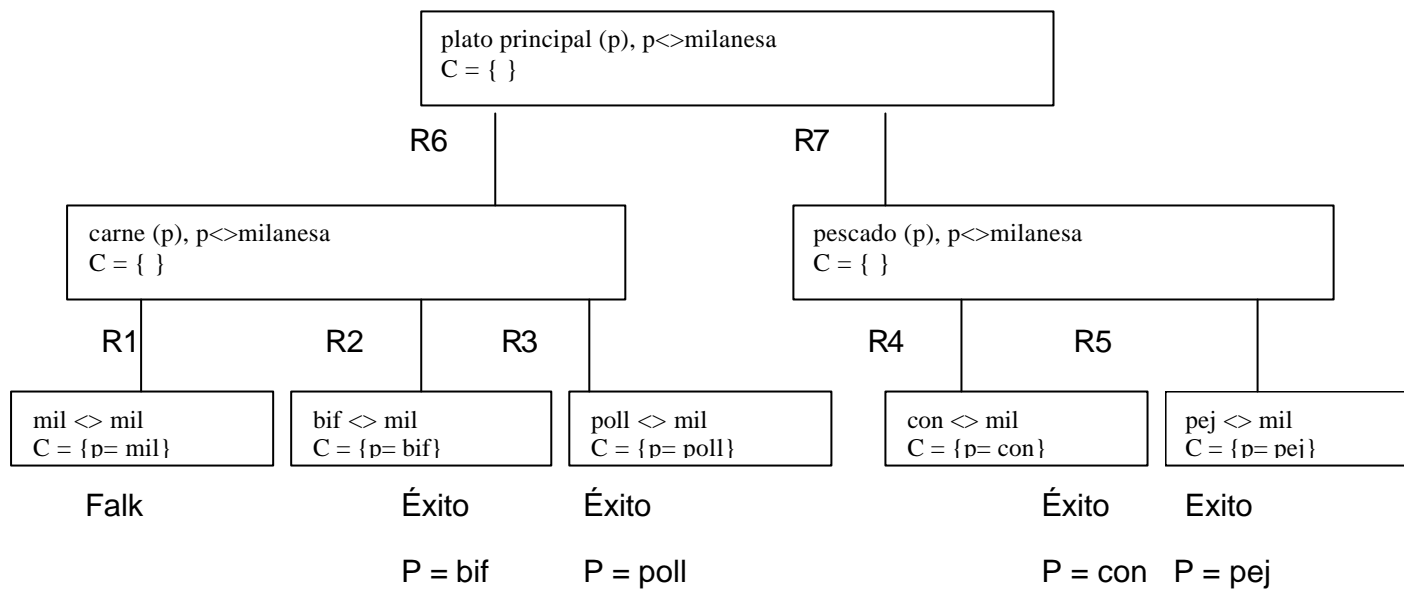 plato principal (p), p<>milanesa
C = { }
R6
R7
carne (p), p<>milanesa
C = { }
pescado (p), p<>milanesa
C = { }
R1
R2
R3
R4
R5
mil <> mil
C = {p= mil}
bif <> mil
C = {p= bif}
poll <> mil
C = {p= poll}
con <> mil
C = {p= con}
pej <> mil
C = {p= pej}
Falk
Éxito
Éxito
Éxito
Exito
P = bif
P = poll
P = con
P = pej